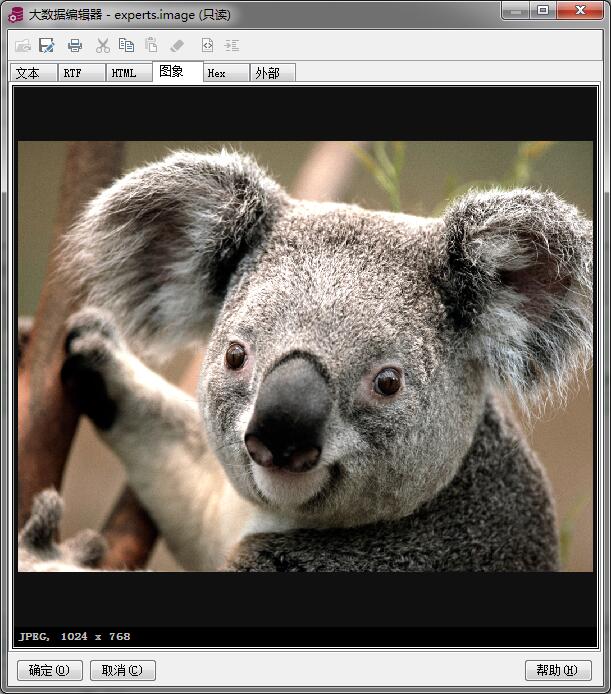 大数据编辑器 - experts.image (只读)
文本 RTF HTML 图象 Hex 外部
JPEG, 1024 x 768
确定(O) 取消(C) 帮助(H)